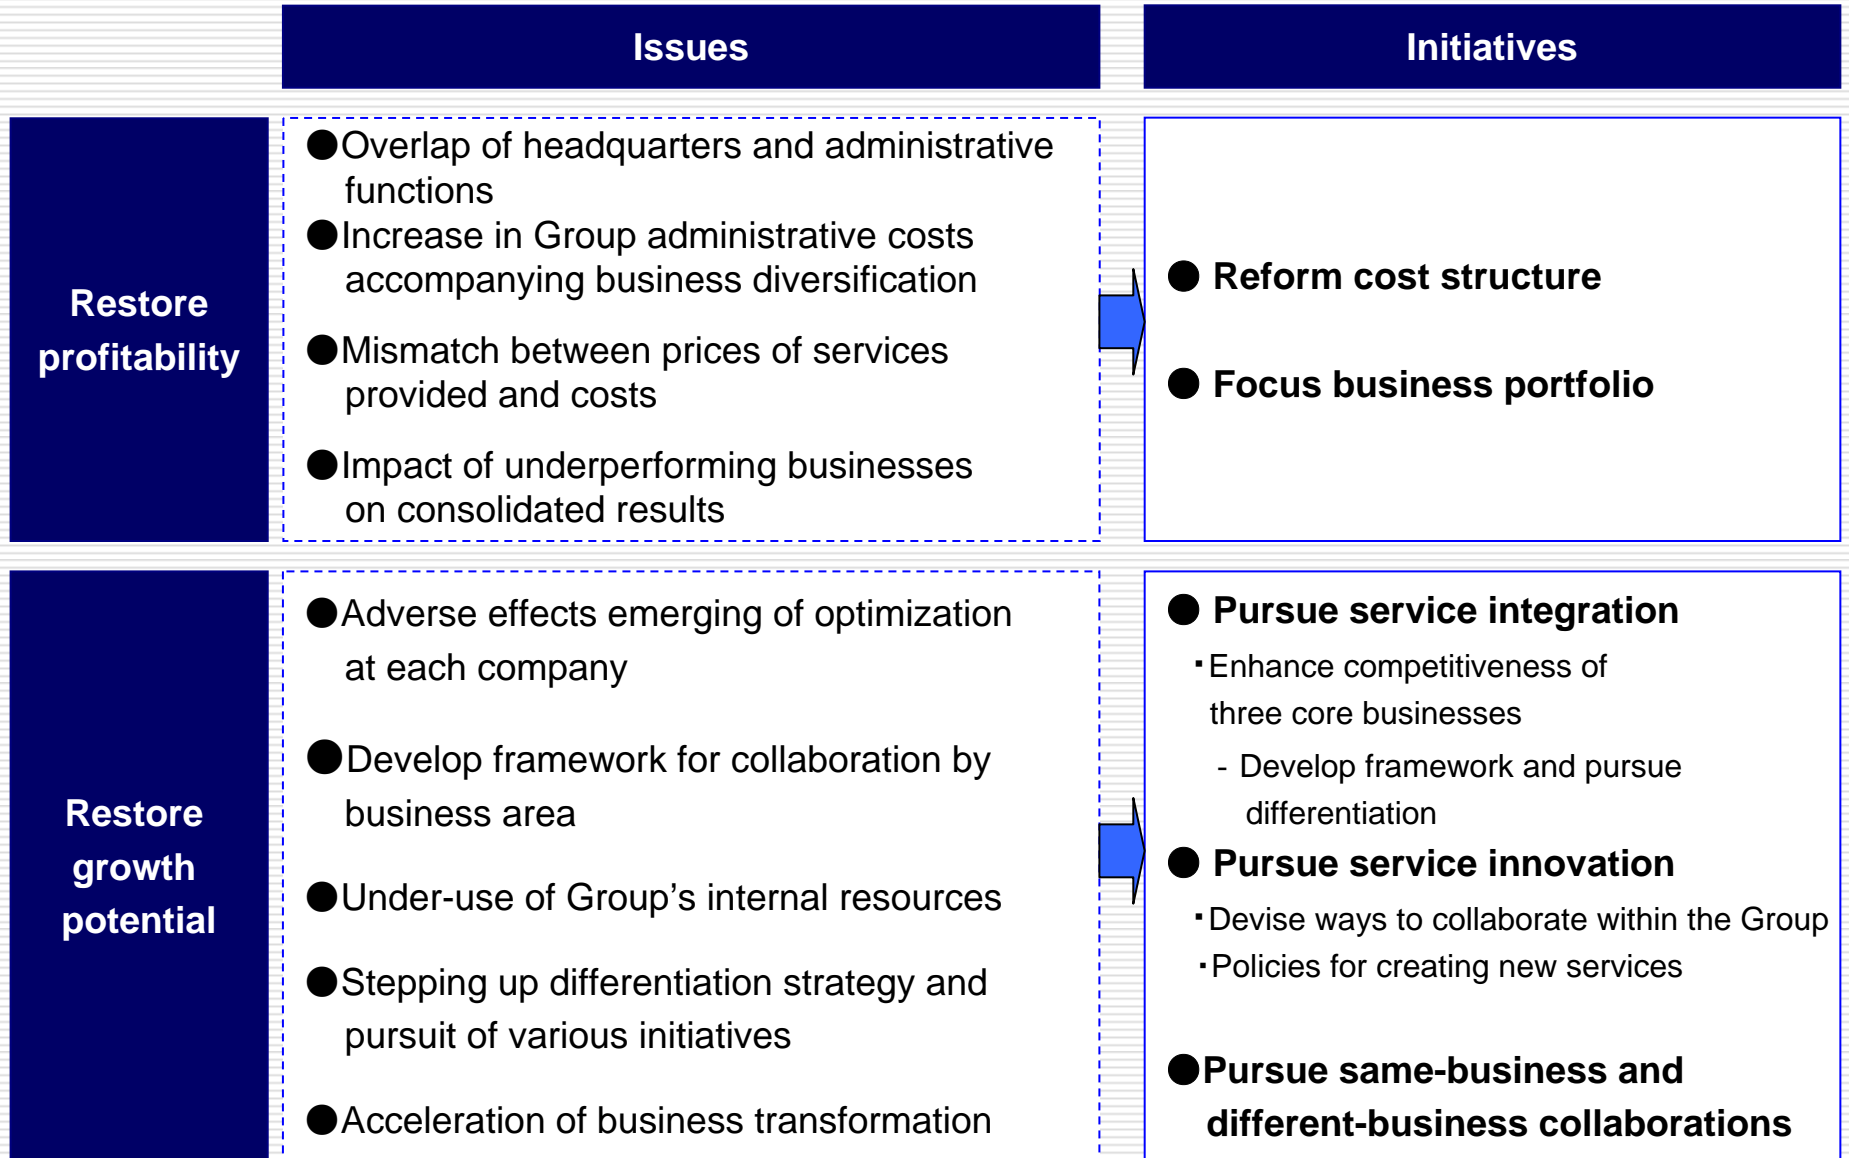 Issues
Initiatives
Restore
profitability
●Overlap of headquarters and administrative
functions
●Increase in Group administrative costs
accompanying business diversification
●Mismatch between prices of services
provided and costs
●Impact of underperforming businesses
on consolidated results
● Reform cost structure
● Focus business portfolio
Restore
growth
potential
●Adverse effects emerging of optimization
at each company
●Develop framework for collaboration by
business area
●Under-use of Group’s internal resources
●Stepping up differentiation strategy and
pursuit of various initiatives
●Acceleration of business transformation
● Pursue service integration
・Enhance competitiveness of
three core businesses
- Develop framework and pursue
differentiation
● Pursue service innovation
・Devise ways to collaborate within the Group
・Policies for creating new services
●Pursue same-business and
different-business collaborations